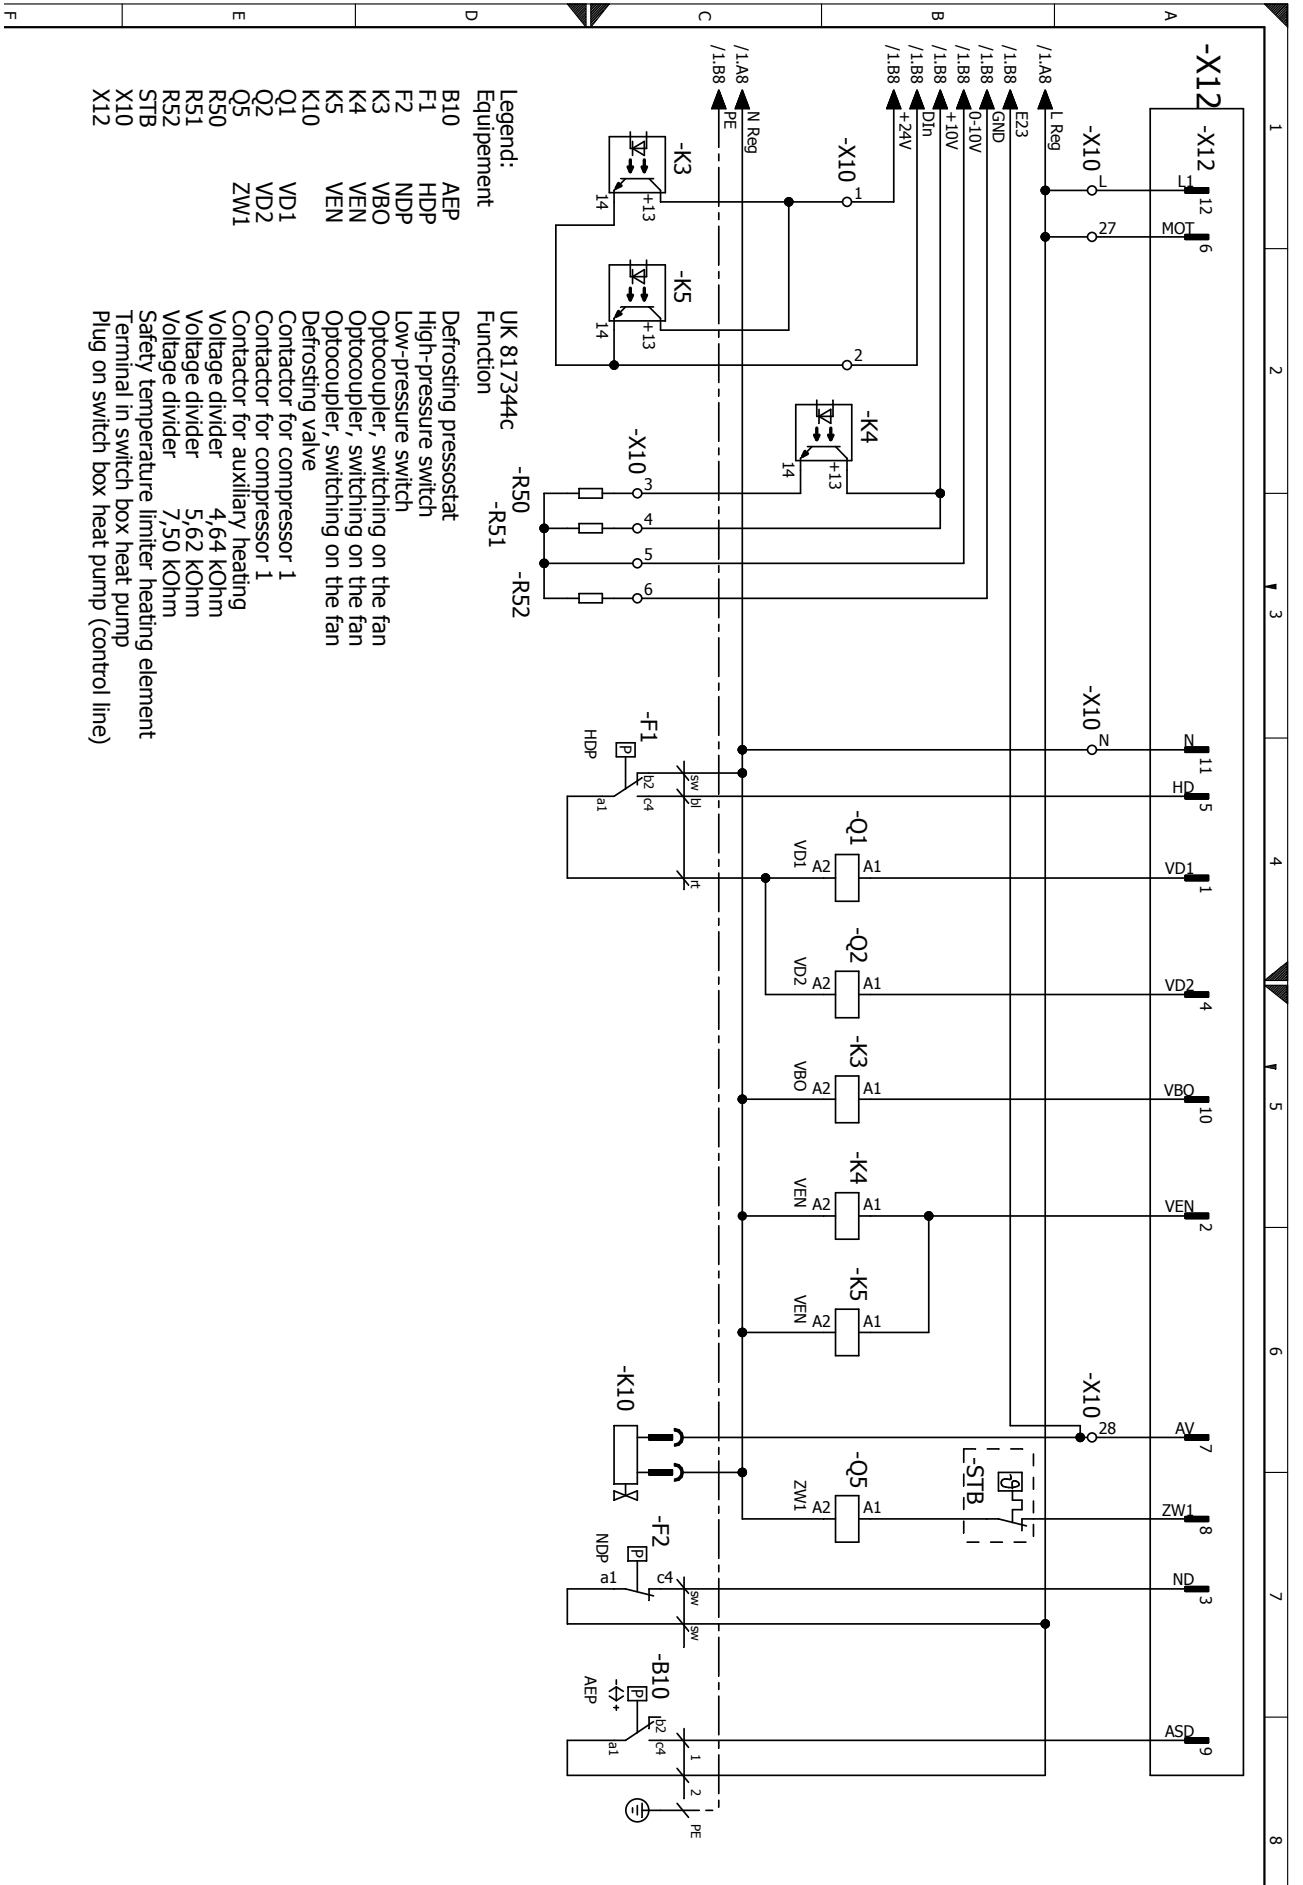 1 2 3 4 5 6 7 8
A
B
C
D
E
F
-X12
-X12
L1 12
MOT 6
N 11
HD 5
VD1 1
VD2 4
VBO 10
VEN 2
AV 7
ZW1 8
ND 3
ASD 9
-X10 L
27
-X10 N
-X10 28
/1.A8 L Reg
/1.B8 E23
/1.B8 GND
/1.B8 0-10V
/1.B8 +10V
/1.B8 DIn
/1.B8 +24V
/1.A8 N Reg
/1.B8 PE
-X10 1
2
-K3
+13
14
-K5
+13
14
-K4
+13
14
-X10 3
4
5
6
-R50
-R51
-R52
-Q1
A1
A2
VD1
-Q2
A1
A2
VD2
-K3
A1
A2
VBO
-K4
A1
A2
VEN
-K5
A1
A2
VEN
-Q5
A1
A2
ZW1
-STB
-F1
P
HDP
b2
c4
a1
sw
bl
rt
-K10
-F2
P
NDP
a1
c4
sw
sw
-B10
P
- +
AEP
b2
c4
a1
1
2
PE
Legend: UK 817344c
Equipement Function
B10 AEP Defrosting pressostat
F1 HDP High-pressure switch
F2 NDP Low-pressure switch
K3 VBO Optocoupler, switching on the fan
K4 VEN Optocoupler, switching on the fan
K5 VEN Optocoupler, switching on the fan
K10 Defrosting valve
Q1 VD1 Contactor for compressor 1
Q2 VD2 Contactor for compressor 1
Q5 ZW1 Contactor for auxiliary heating
R50 Voltage divider 4,64 kOhm
R51 Voltage divider 5,62 kOhm
R52 Voltage divider 7,50 kOhm
STB Safety temperature limiter heating element
X10 Terminal in switch box heat pump
X12 Plug on switch box heat pump (control line)